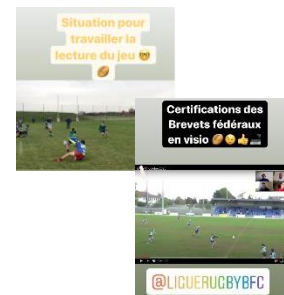 Situation pour
travailler la
lecture du jeu 🤓
🏉
Certifications des
Brevets fédéraux
en visio 🏉😉👍💻
@LIGUERUGBYBFC